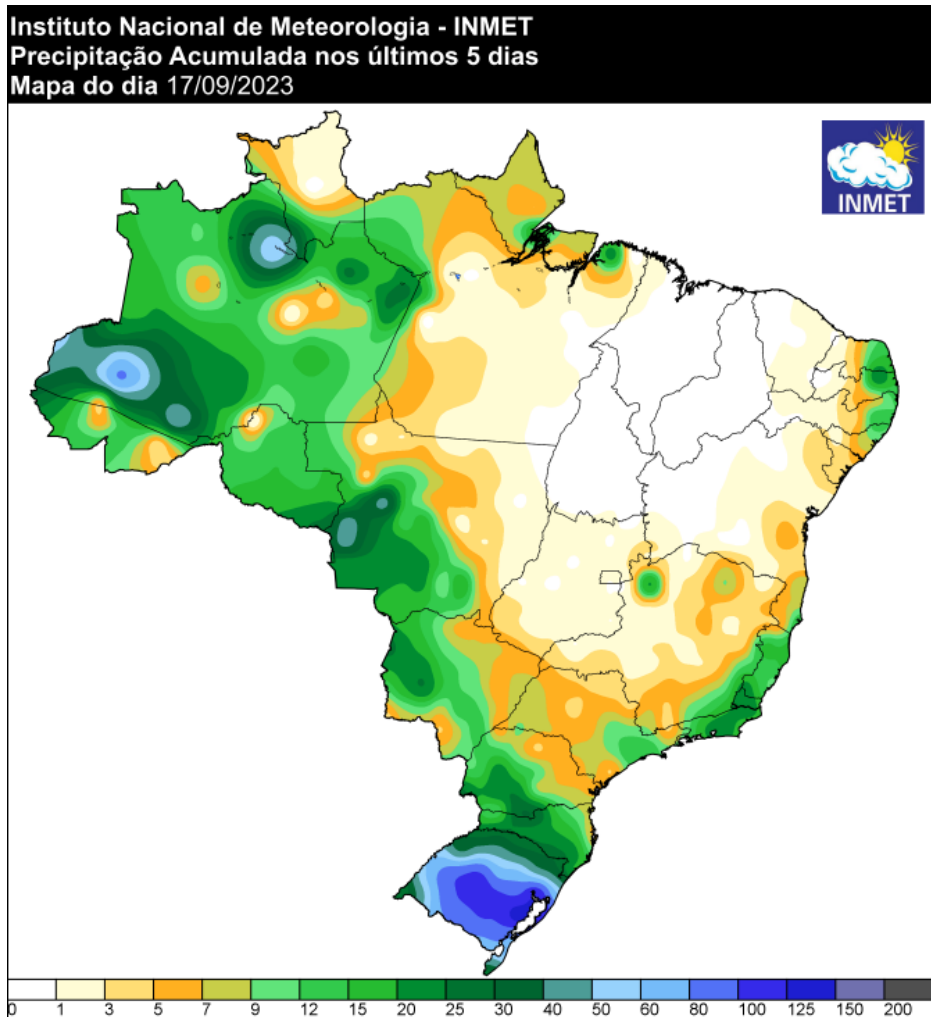 Instituto Nacional de Meteorologia - INMET
Precipitação Acumulada nos últimos 5 dias
Mapa do dia 17/09/2023
INMET
0 1 3 5 7 9 12 15 20 25 30 40 50 60 80 100 125 150 200